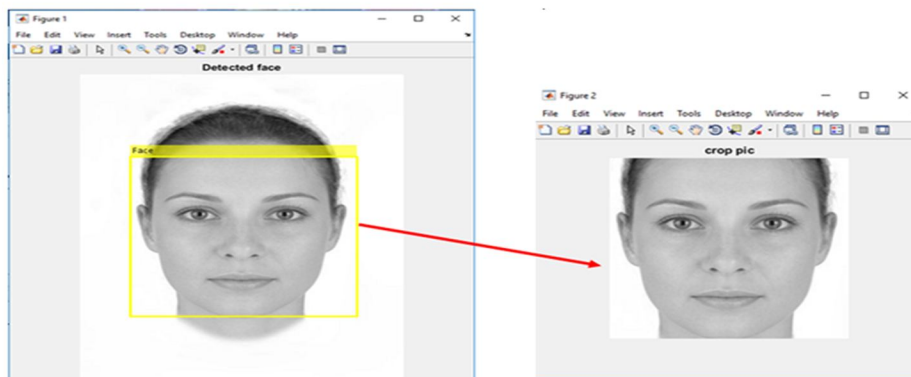 Figure 1
File Edit View Insert Tools Desktop Window Help
Detected face
Face
Figure 2
File Edit View Insert Tools Desktop Window Help
crop pic